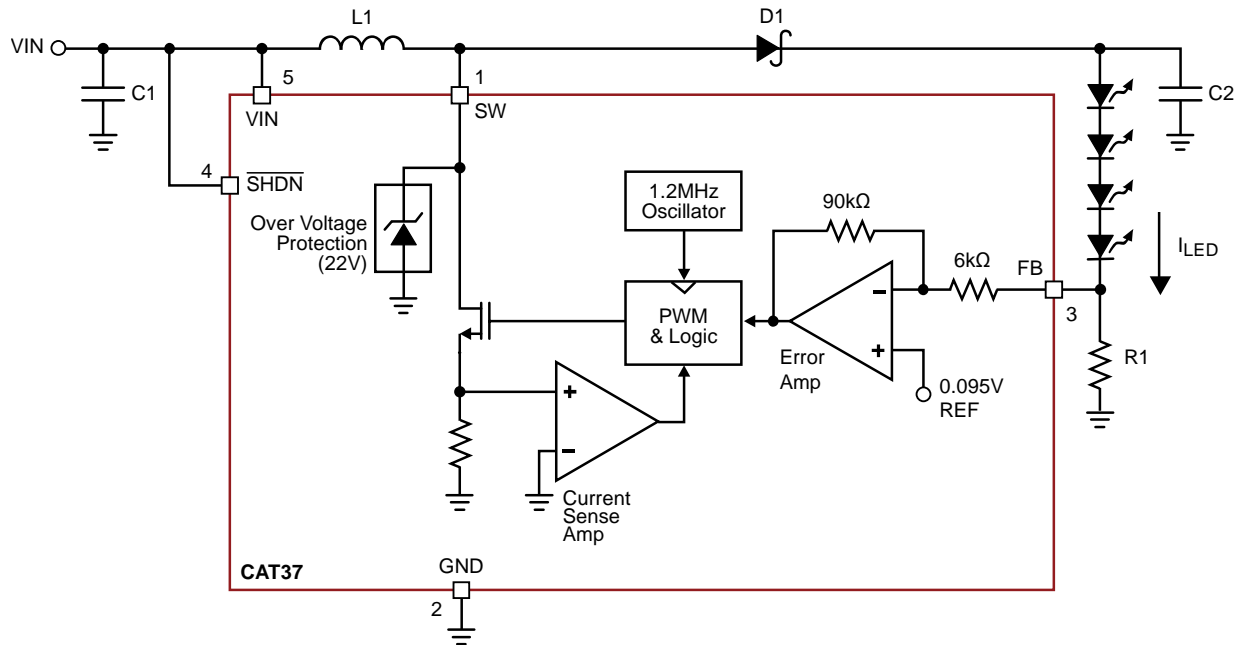 L1
D1
VIN
C1
5
1
C2
VIN
SW
4
SHDN
1.2MHz
Oscillator
90kΩ
Over Voltage
Protection
(22V)
6kΩ
FB
ILED
PWM
& Logic
3
Error
Amp
0.095V
REF
R1
Current
Sense
Amp
GND
CAT37
2